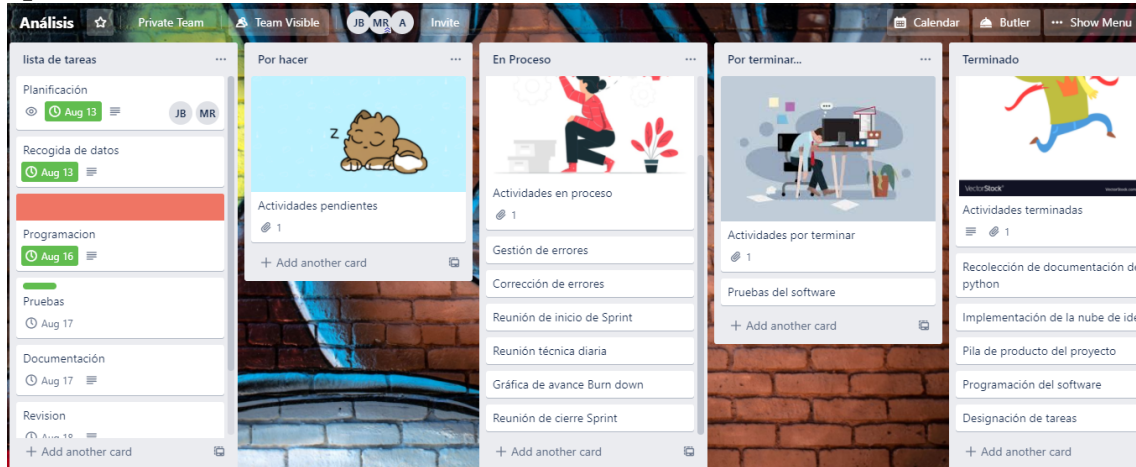 Análisis
Private Team
Team Visible
JB MR A
Invite
Calendar
Butler
Show Menu
lista de tareas
Planificación
Aug 13
JB MR
Recogida de datos
Aug 13
Programacion
Aug 16
Pruebas
Aug 17
Documentación
Aug 17
Revision
Aug 18
+ Add another card
Por hacer
Z
z
Actividades pendientes
1
+ Add another card
En Proceso
Actividades en proceso
1
Gestión de errores
Corrección de errores
Reunión de inicio de Sprint
Reunión técnica diaria
Gráfica de avance Burn down
Reunión de cierre Sprint
+ Add another card
Por terminar...
Actividades por terminar
1
Pruebas del software
+ Add another card
Terminado
VectorStock
Actividades terminadas
1
Recolección de documentación de
python
Implementación de la nube de ide
Pila de producto del proyecto
Programación del software
Designación de tareas
+ Add another card